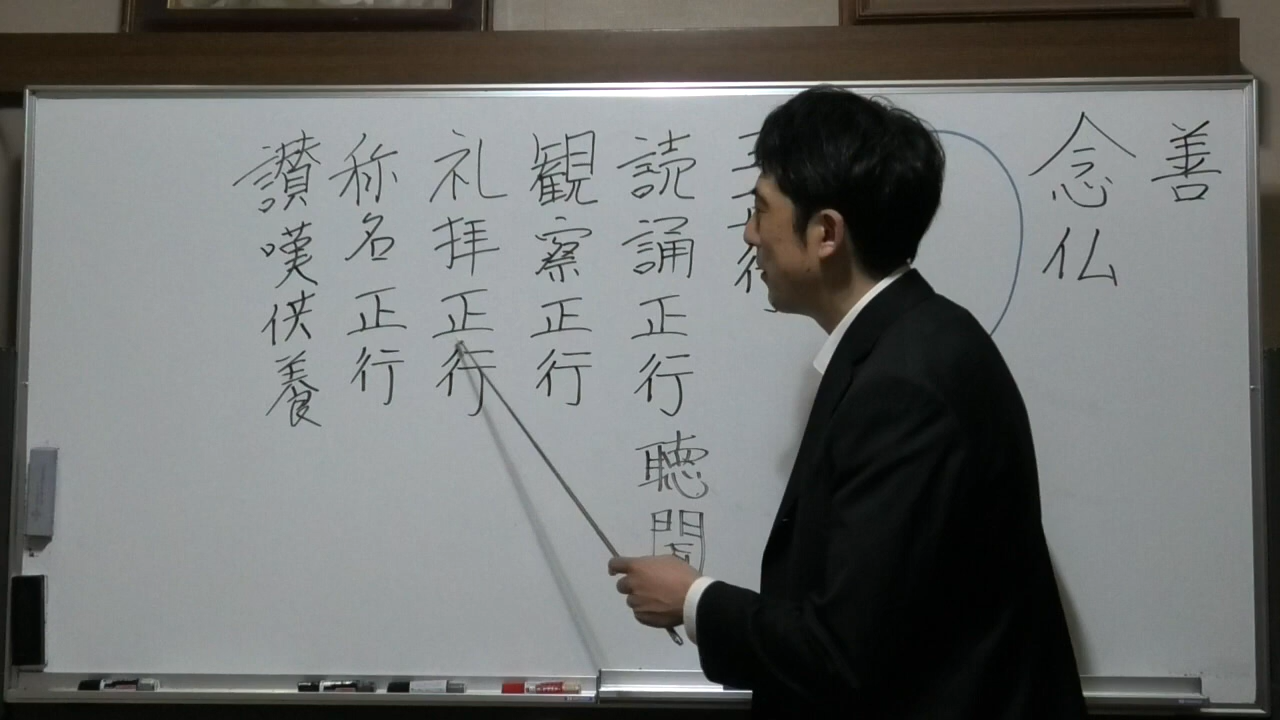 善
念仏
読誦正行 聴聞
観察正行
礼拝正行
称名正行
讃嘆供養